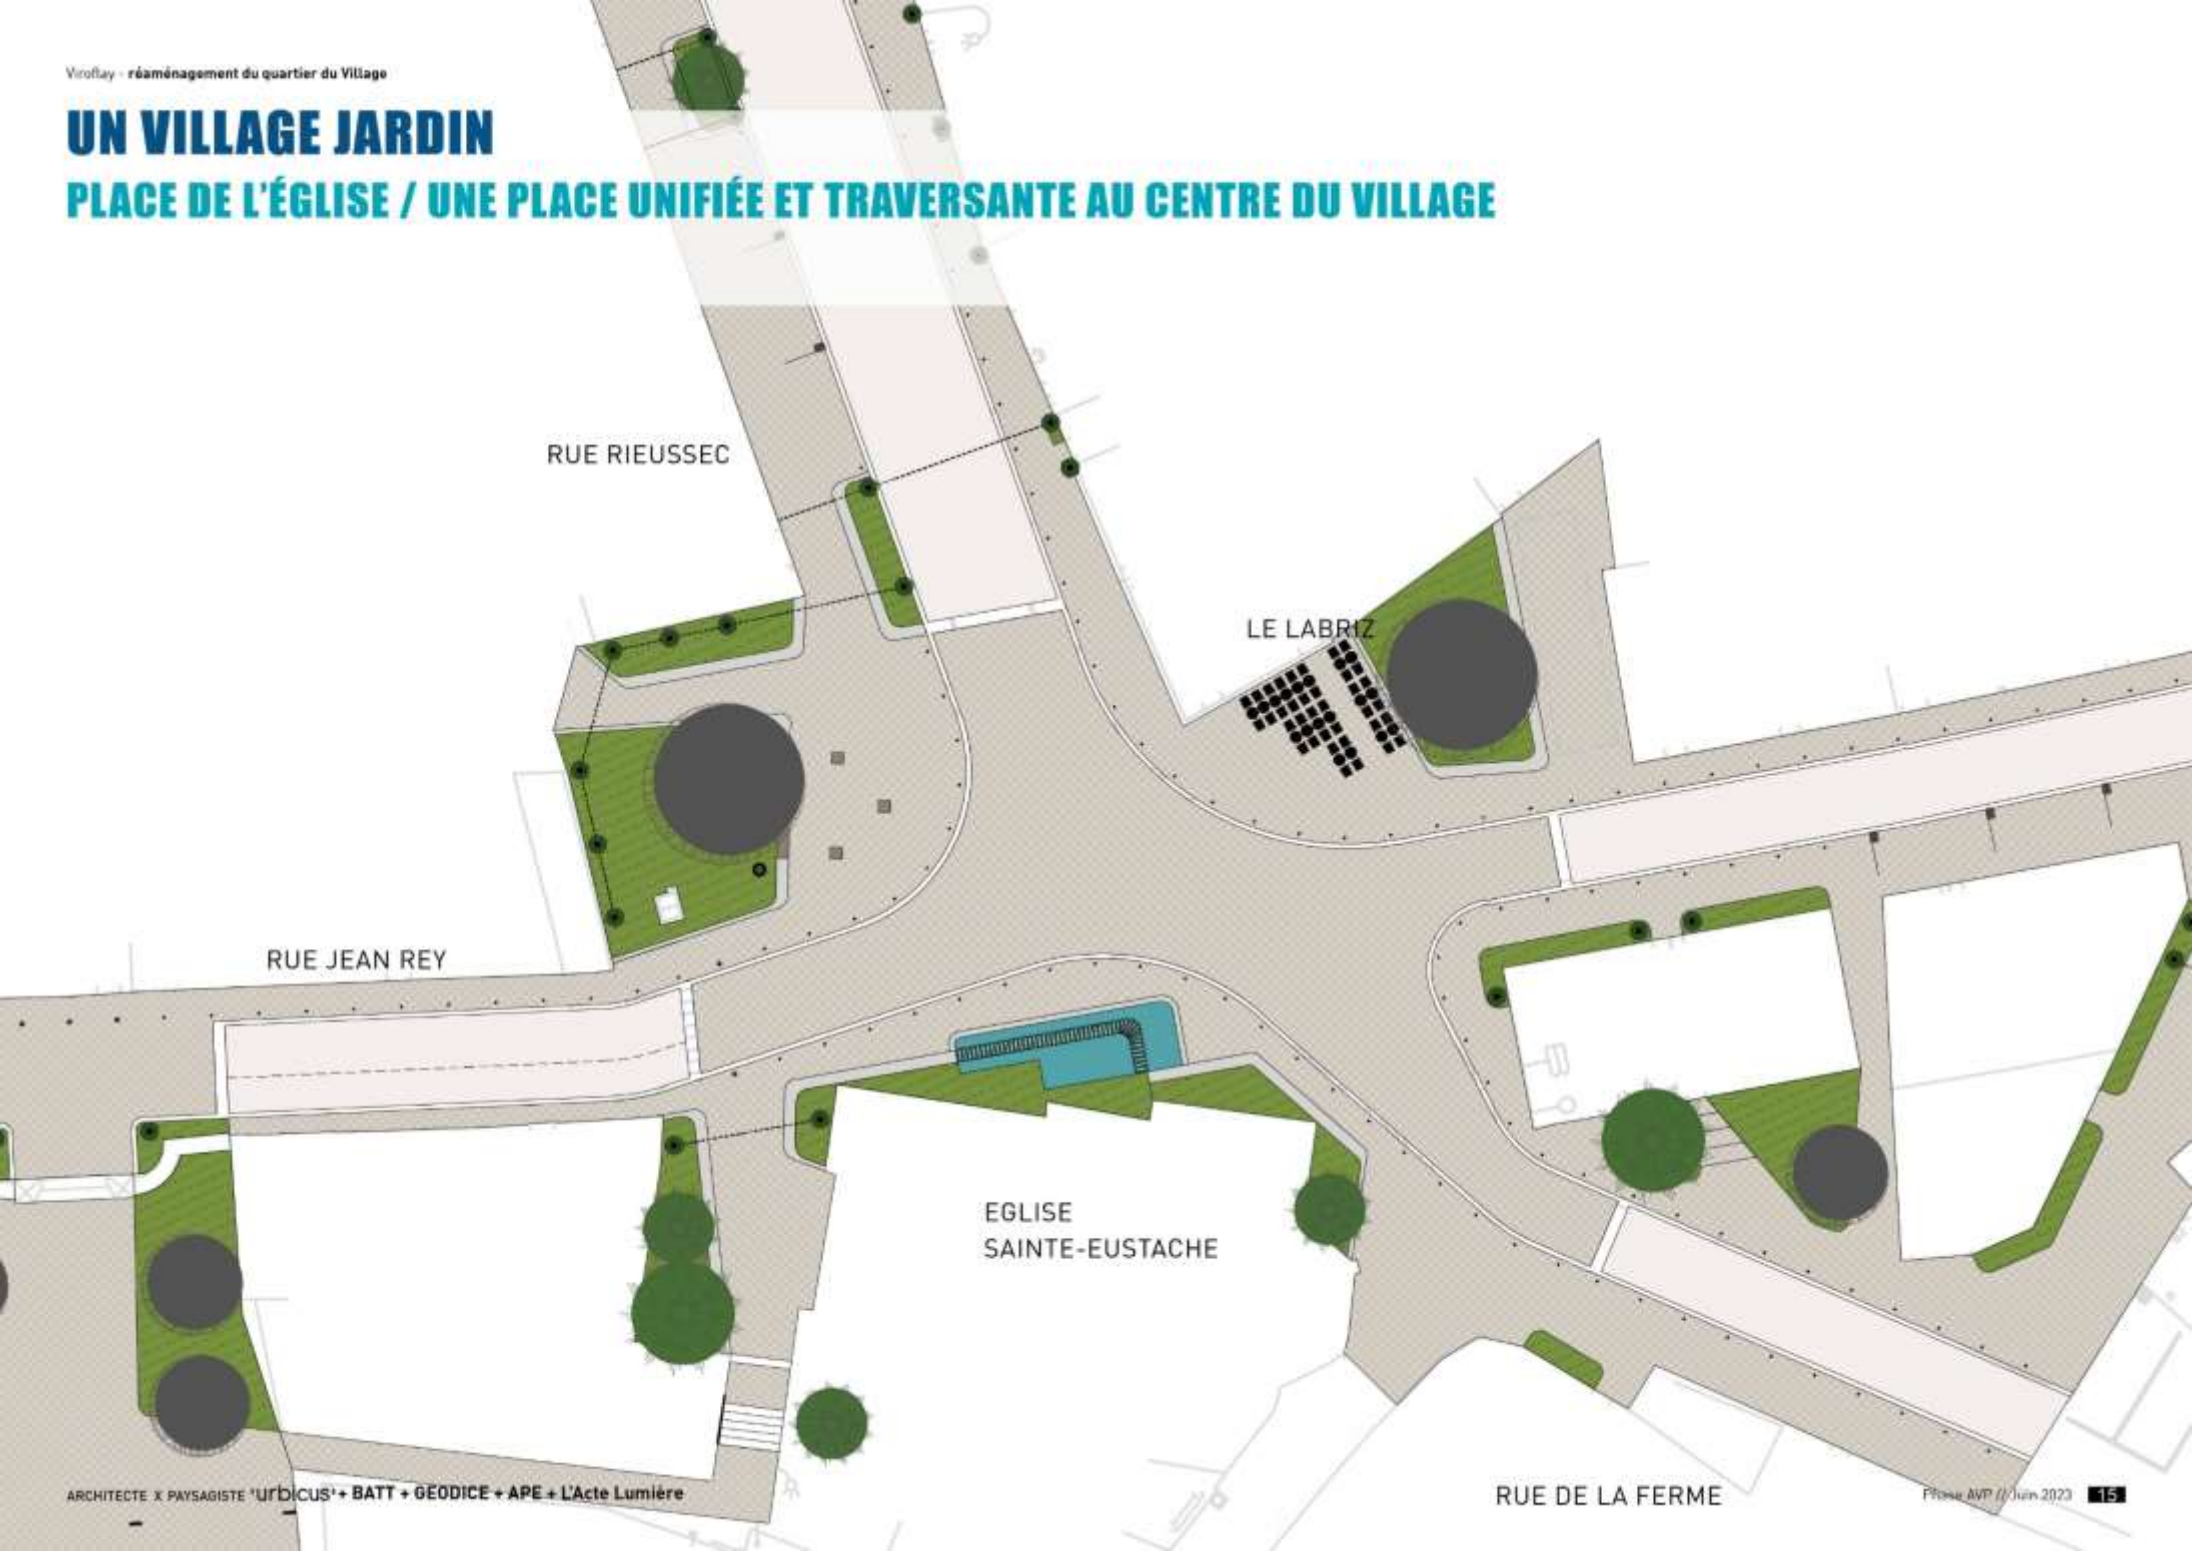 Viroflay - réaménagement du quartier du Village
UN VILLAGE JARDIN
PLACE DE L'ÉGLISE / UNE PLACE UNIFIÉE ET TRAVERSANTE AU CENTRE DU VILLAGE
RUE RIEUSSEC
LE LABRIZ
RUE JEAN REY
EGLISE
SAINTE-EUSTACHE
RUE DE LA FERME
ARCHITECTE X PAYSAGISTE 'urbicus' + BATT + GEODICE + APE + L'Acte Lumière
Phase AVP // Juin 2023 15